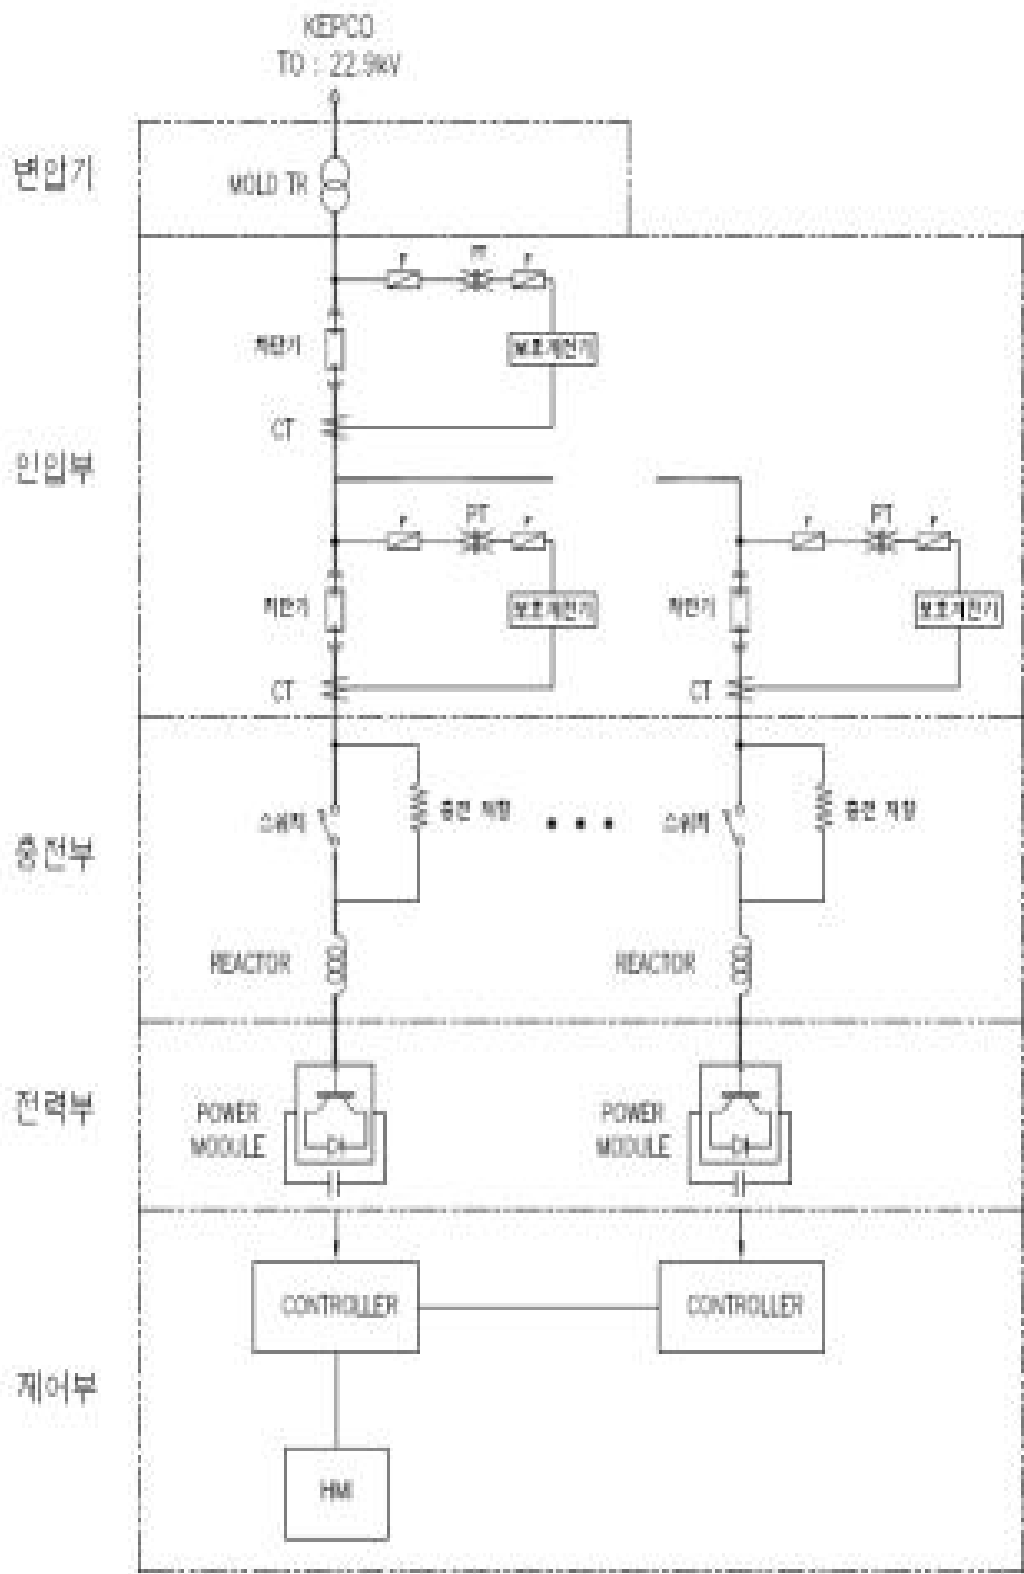 KEPCO
TO : 22.9kV
변압기
MOLD TR
F
PT
F
차단기
보호계전기
CT
인입부
F
PT
F
F
PT
F
차단기
보호계전기
차단기
보호계전기
CT
CT
충전부
스위치
충전 저항
• • •
스위치
충전 저항
REACTOR
REACTOR
전력부
POWER
MODULE
POWER
MODULE
CONTROLLER
CONTROLLER
제어부
HMI